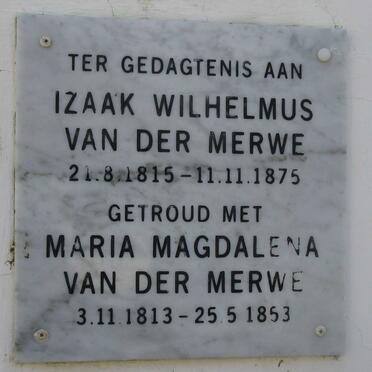 TER GEDAGTENIS AAN
IZAAK WILHELMUS
VAN DER MERWE
21.8.1815 - 11.11.1875
GETROUD MET
MARIA MAGDALENA
VAN DER MERWE
3.11.1813 - 25.5.1853